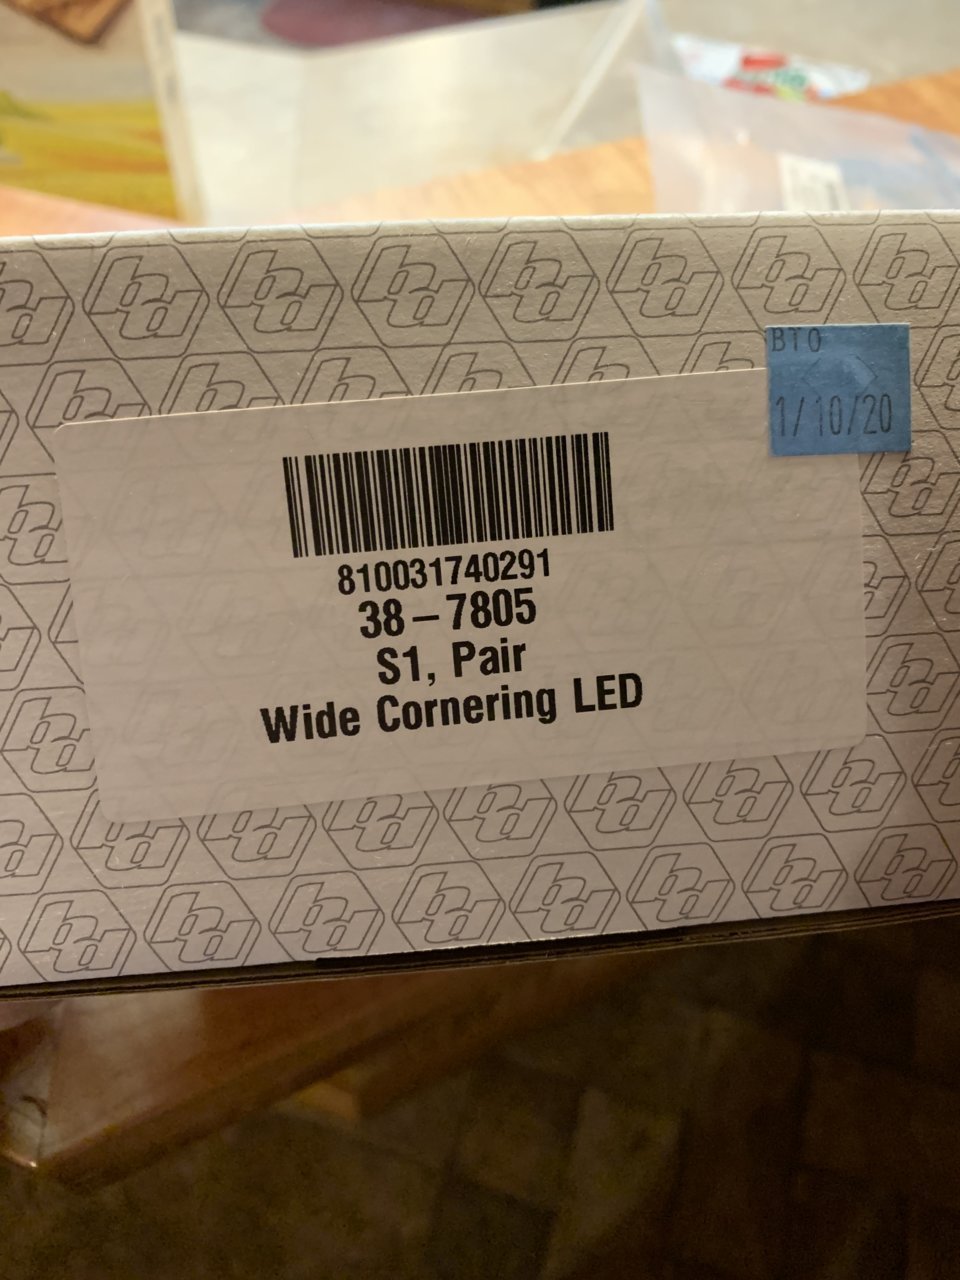 BTO
1/10/20
810031740291
38-7805
S1, Pair
Wide Cornering LED